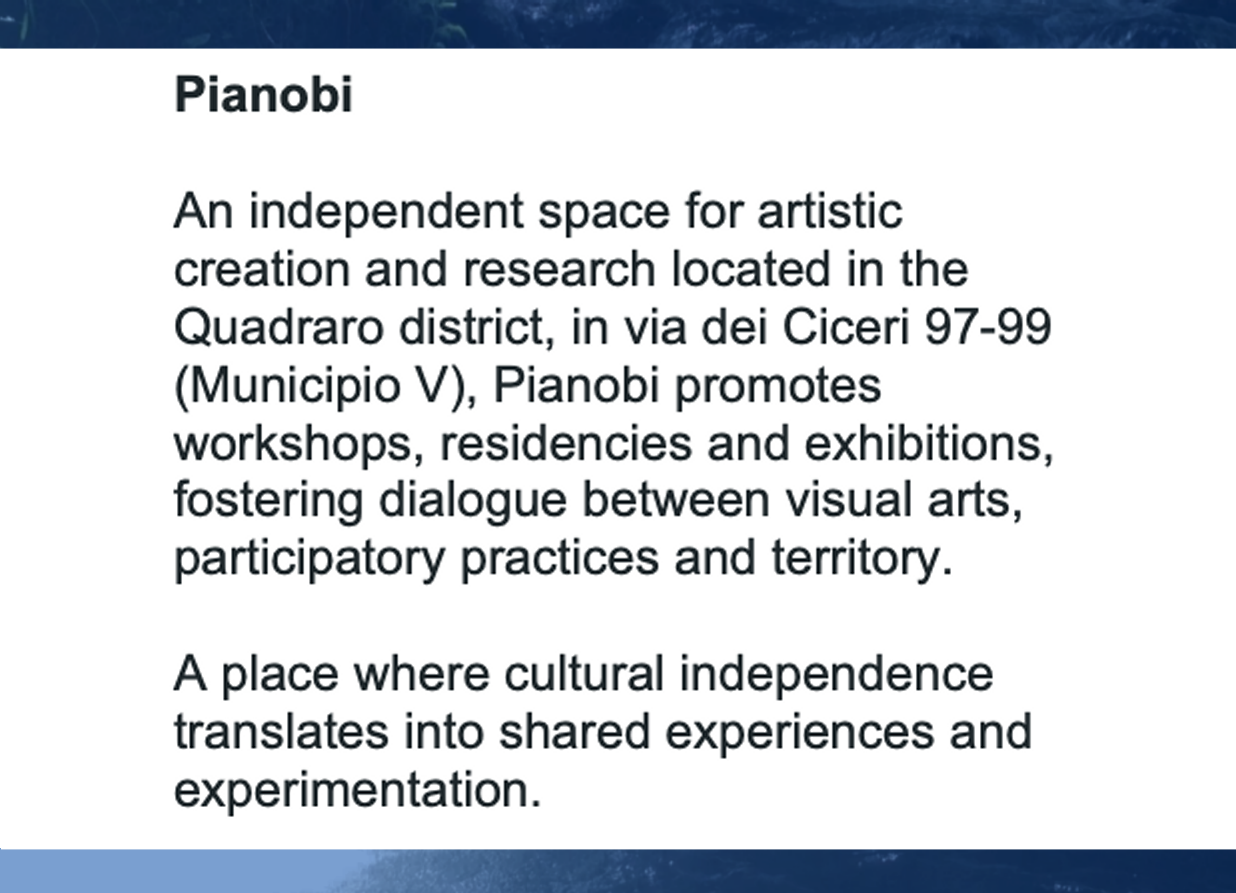 Pianobi
An independent space for artistic
creation and research located in the
Quadraro district, in via dei Ciceri 97-99
(Municipio V), Pianobi promotes
workshops, residencies and exhibitions,
fostering dialogue between visual arts,
participatory practices and territory.
A place where cultural independence
translates into shared experiences and
experimentation.